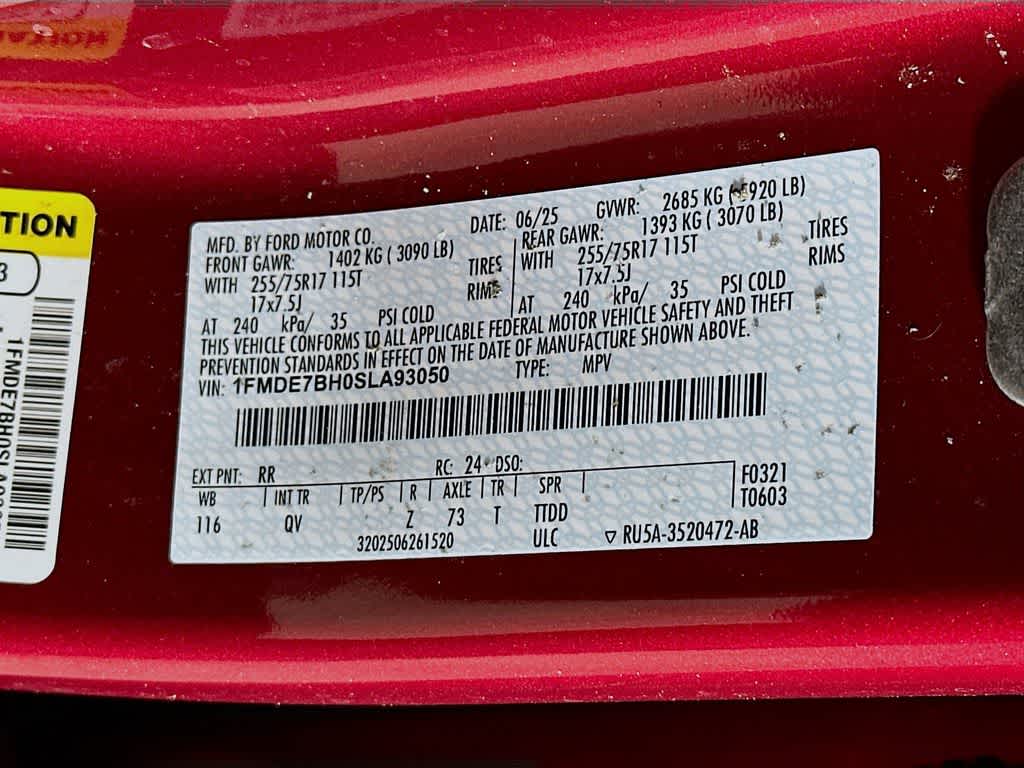 TION
3
1FMDE7BH0SLA93
MFD. BY FORD MOTOR CO. DATE: 06/25 GVWR: 2685 KG (5920 LB)
FRONT GAWR: 1402 KG ( 3090 LB) REAR GAWR: 1393 KG ( 3070 LB)
WITH 255/75R17 115T TIRES WITH 255/75R17 115T TIRES
17x7.5J RIMS 17x7.5J RIMS
AT 240 kPa/ 35 PSI COLD AT 240 kPa/ 35 PSI COLD
THIS VEHICLE CONFORMS TO ALL APPLICABLE FEDERAL MOTOR VEHICLE SAFETY AND THEFT
PREVENTION STANDARDS IN EFFECT ON THE DATE OF MANUFACTURE SHOWN ABOVE.
VIN: 1FMDE7BH0SLA93050 TYPE: MPV
EXT PNT: RR RC: 24 DSO:
WB INT TR TP/PS R AXLE TR SPR F0321
116 QV Z 73 T TTDD T0603
3202506261520 ULC ▽ RU5A-3520472-AB